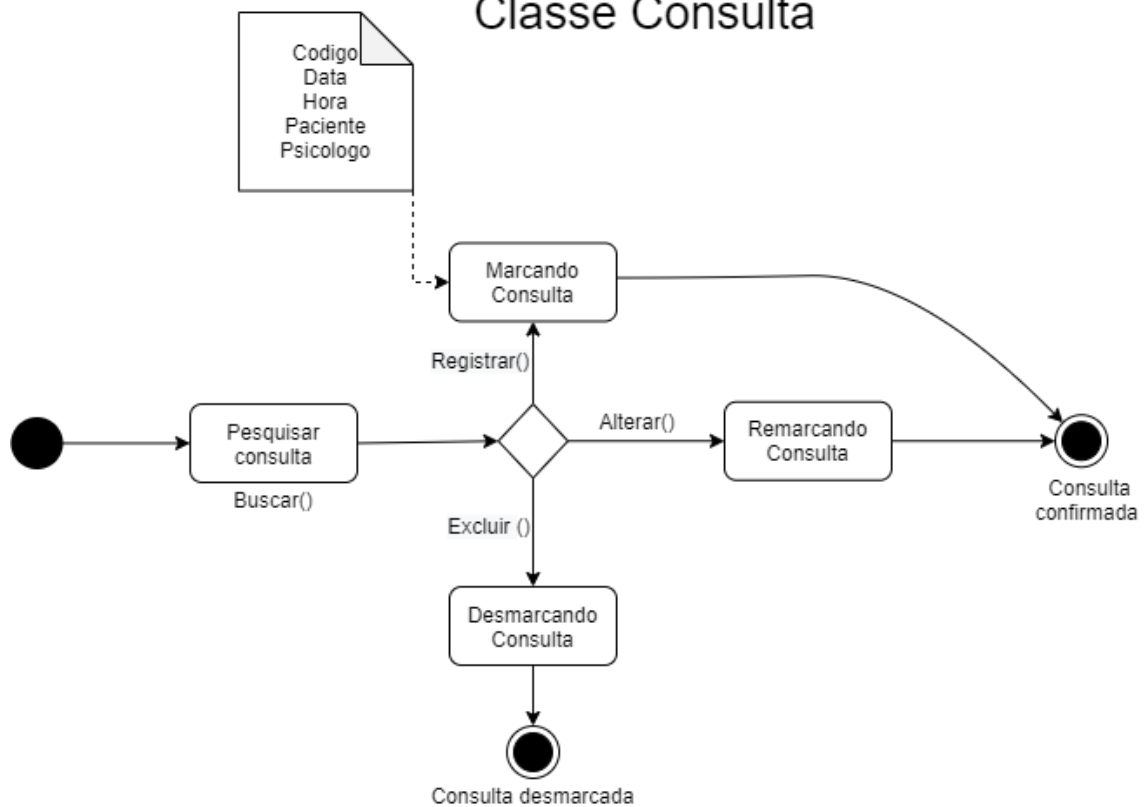 Classe Consulta
Codigo
Data
Hora
Paciente
Psicologo
Marcando
Consulta
Registrar()
Pesquisar
consulta
Buscar()
Alterar()
Remarcando
Consulta
Consulta
confirmada
Excluir ()
Desmarcando
Consulta
Consulta desmarcada